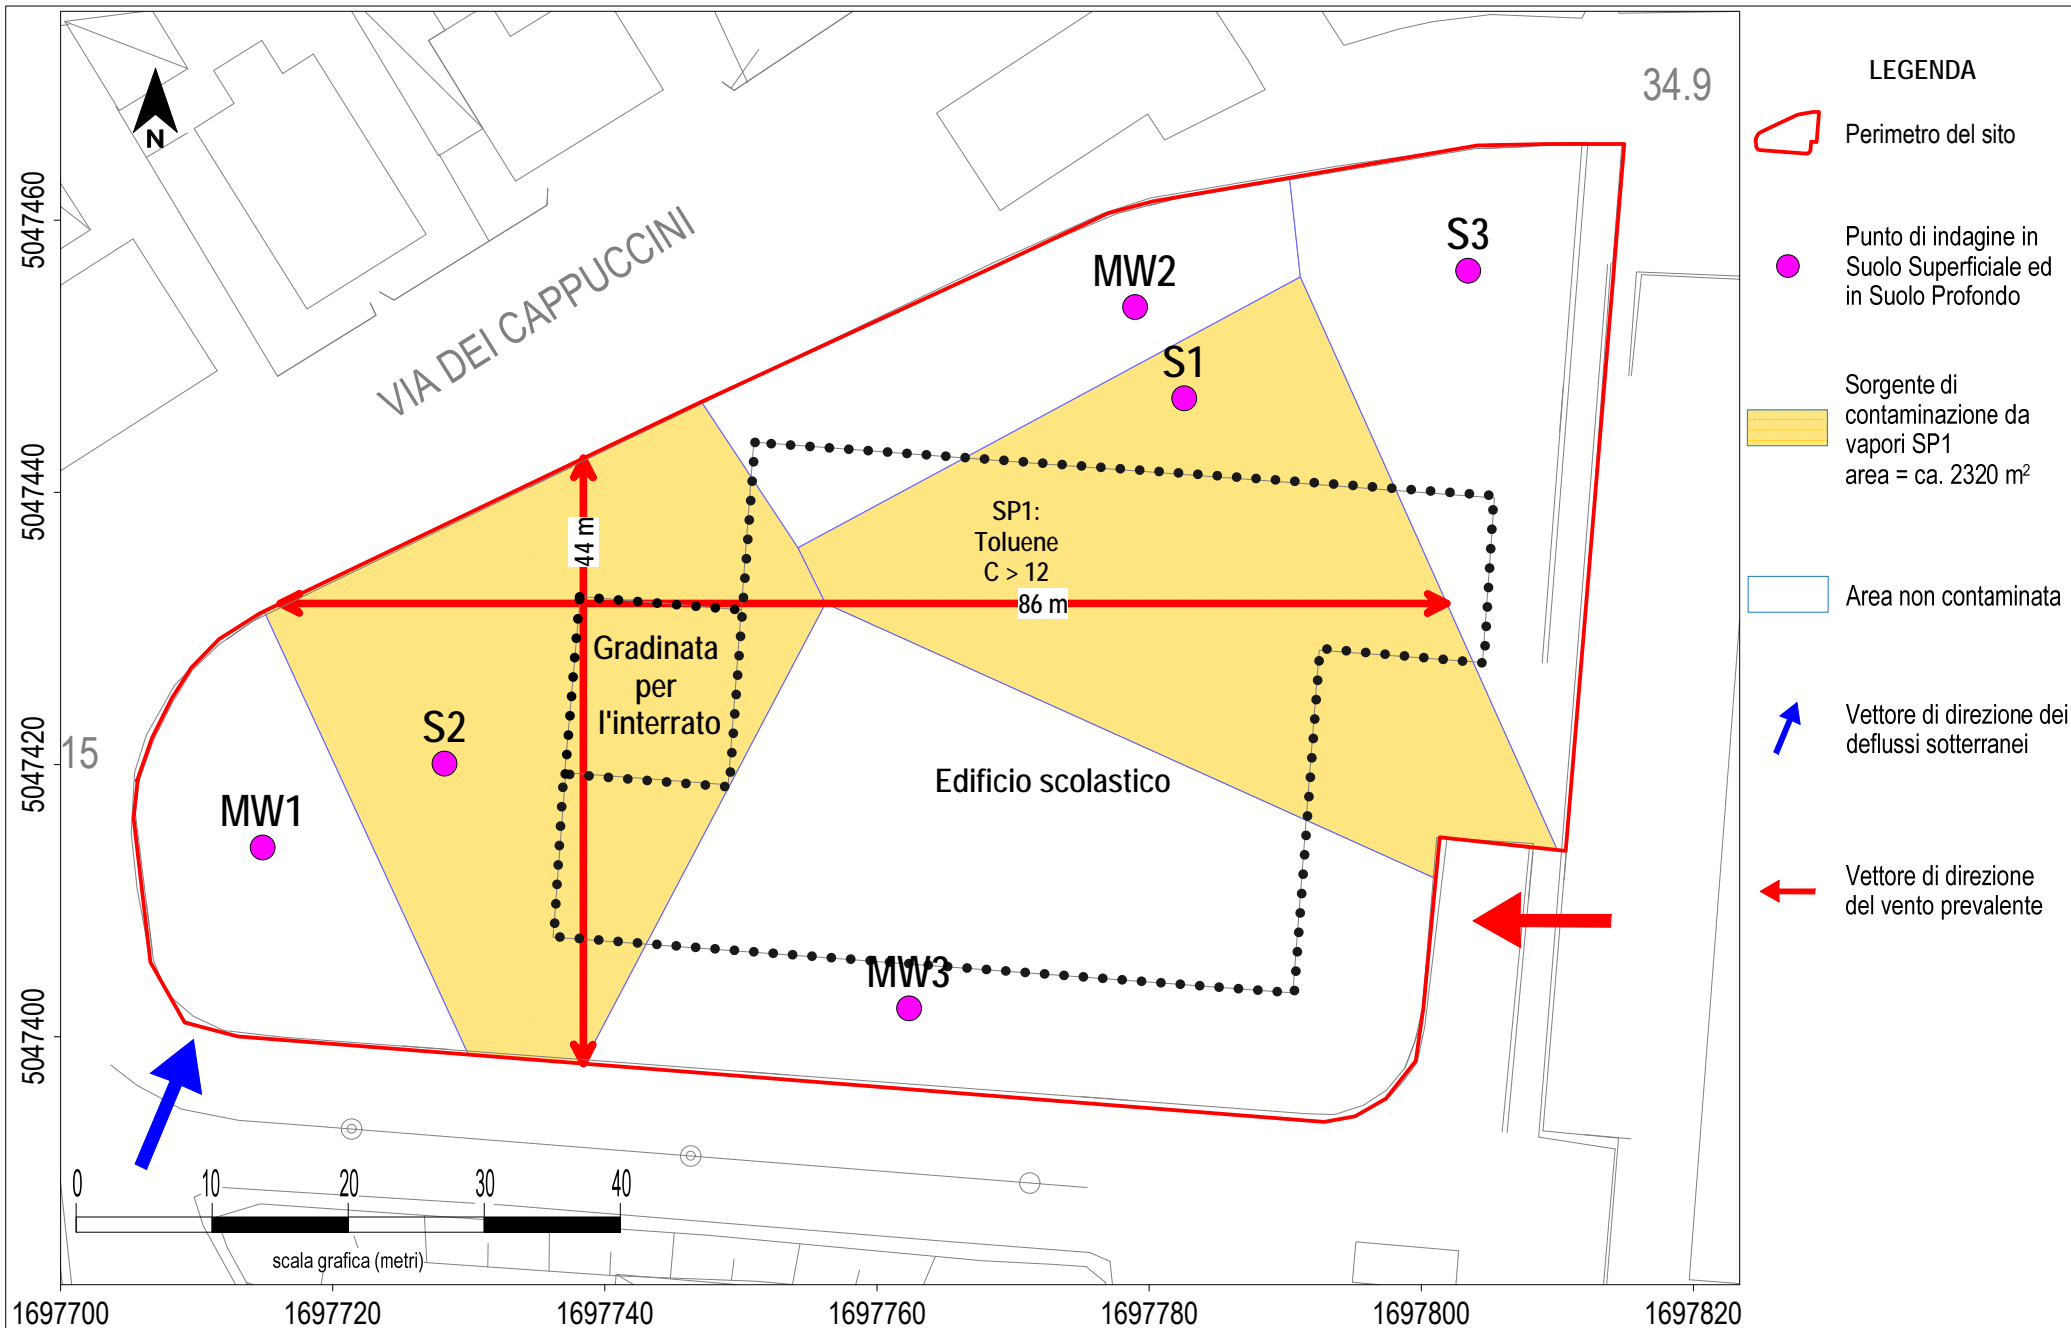 34.9
LEGENDA
Perimetro del sito
Punto di indagine in
Suolo Superficiale ed
in Suolo Profondo
Sorgente di
contaminazione da
vapori SP1
area = ca. 2320 m²
Area non contaminata
Vettore di direzione dei
deflussi sotterranei
Vettore di direzione
del vento prevalente
N
VIA DEI CAPPUCCINI
MW2
S3
S1
SP1:
Toluene
C > 12
44 m
86 m
Gradinata
per
l'interrato
S2
15
MW1
Edificio scolastico
MW3
5047460
5047440
5047420
5047400
0 10 20 30 40
scala grafica (metri)
1697700 1697720 1697740 1697760 1697780 1697800 1697820